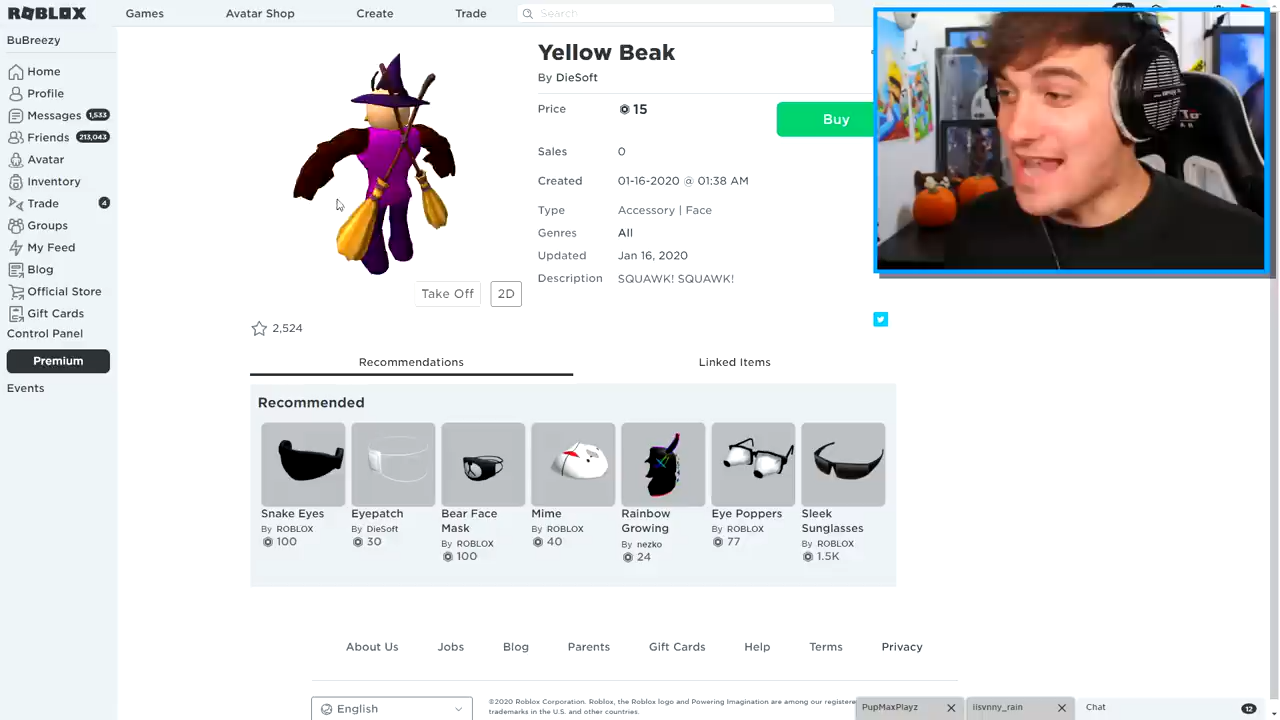 ROBLOX Games Avatar Shop Create Trade Search
BuBreezy
Home
Profile
Messages 1,533
Friends 213,043
Avatar
Inventory
Trade 4
Groups
My Feed
Blog
Official Store
Gift Cards
Control Panel
Premium
Events
Yellow Beak
By DieSoft
Price 15
Buy
Sales 0
Created 01-16-2020 @ 01:38 AM
Type Accessory | Face
Genres All
Updated Jan 16, 2020
Description SQUAWK! SQUAWK!
Take Off 2D
2,524
Recommendations Linked Items
Recommended
Snake Eyes
By ROBLOX
100
Eyepatch
By DieSoft
30
Bear Face
Mask
By ROBLOX
100
Mime
By ROBLOX
40
Rainbow
Growing
By nezko
24
Eye Poppers
By ROBLOX
77
Sleek
Sunglasses
By ROBLOX
1.5K
About Us Jobs Blog Parents Gift Cards Help Terms Privacy
English
©2020 Roblox Corporation. Roblox, the Roblox logo and Powering Imagination are among our registere
trademarks in the U.S. and other countries.
PupMaxPlayz iisvnny_rain Chat 12